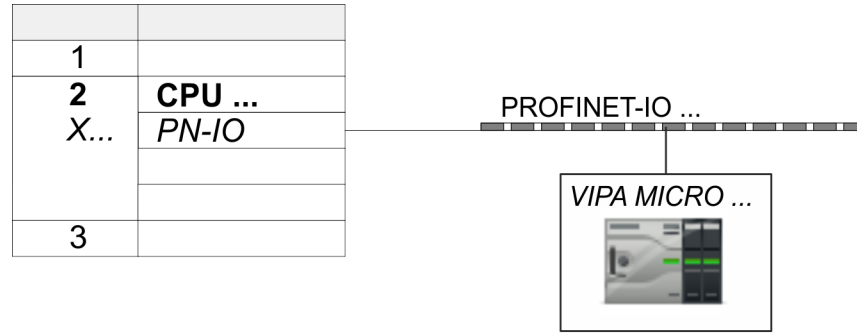 1
2 CPU ...
X... PN-IO
3
PROFINET-IO ...
VIPA MICRO ...